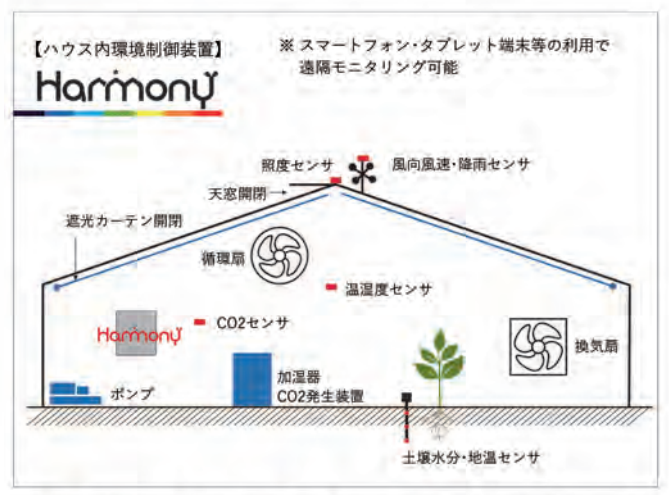 【ハウス内環境制御装置】
Harmony
※ スマートフォン・タブレット端末等の利用で
遠隔モニタリング可能
照度センサ
風向風速・降雨センサ
天窓開閉→
遮光カーテン開閉
循環扇
温湿度センサ
Harmony
CO2センサ
換気扇
ポンプ
加湿器
CO2発生装置
土壌水分・地温センサ